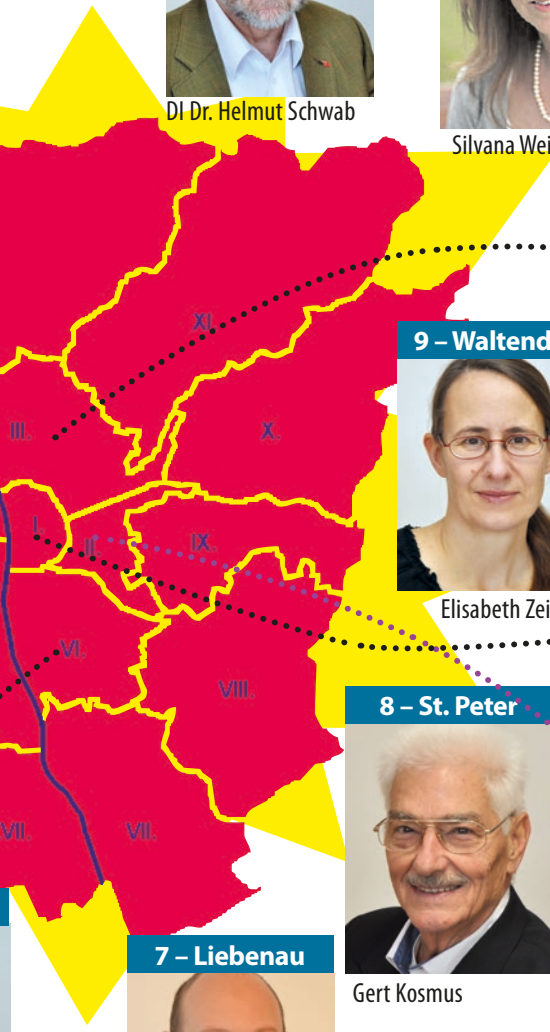 DI Dr. Helmut Schwab
Silvana Wei
XI.
9 – Waltend
III.
X.
I.
II.
IX.
Elisabeth Zei
VI.
VIII.
8 – St. Peter
VII.
VII.
7 – Liebenau
Gert Kosmus